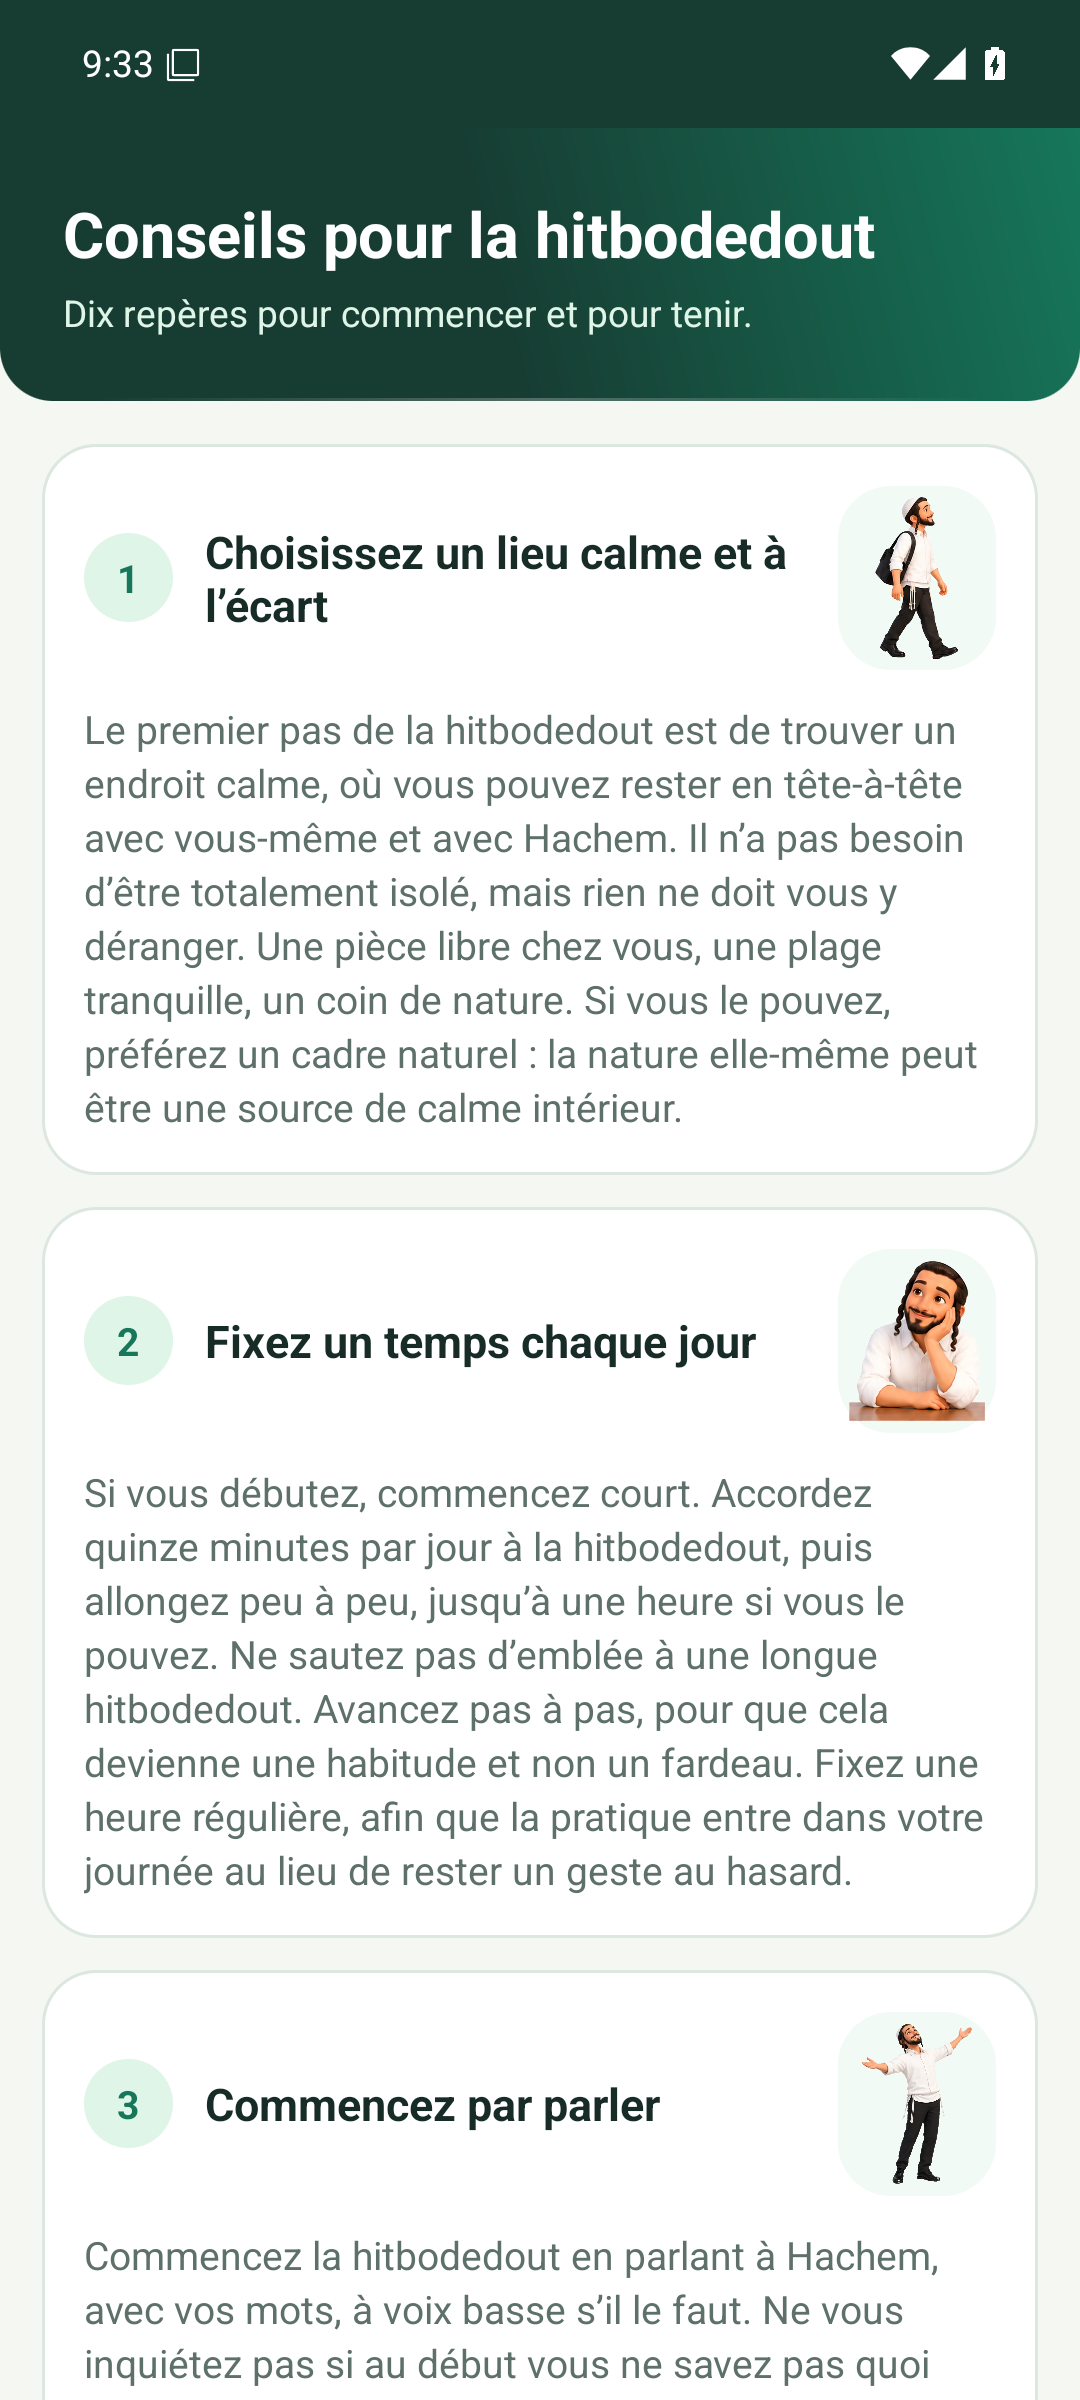 9:33
Conseils pour la hitbodedout
Dix repères pour commencer et pour tenir.
1
Choisissez un lieu calme et à
l’écart
Le premier pas de la hitbodedout est de trouver un
endroit calme, où vous pouvez rester en tête-à-tête
avec vous-même et avec Hachem. Il n’a pas besoin
d’être totalement isolé, mais rien ne doit vous y
déranger. Une pièce libre chez vous, une plage
tranquille, un coin de nature. Si vous le pouvez,
préférez un cadre naturel : la nature elle-même peut
être une source de calme intérieur.
2
Fixez un temps chaque jour
Si vous débutez, commencez court. Accordez
quinze minutes par jour à la hitbodedout, puis
allongez peu à peu, jusqu’à une heure si vous le
pouvez. Ne sautez pas d’emblée à une longue
hitbodedout. Avancez pas à pas, pour que cela
devienne une habitude et non un fardeau. Fixez une
heure régulière, afin que la pratique entre dans votre
journée au lieu de rester un geste au hasard.
3
Commencez par parler
Commencez la hitbodedout en parlant à Hachem,
avec vos mots, à voix basse s’il le faut. Ne vous
inquiétez pas si au début vous ne savez pas quoi